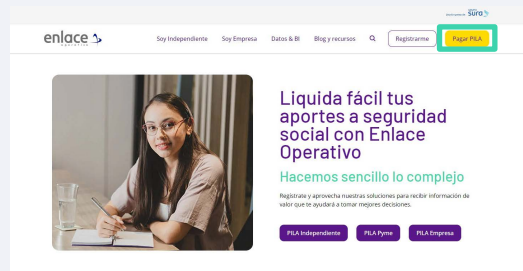 sura
enlace
operativo
Soy Independiente Soy Empresa Datos & BI Blog y recursos Registrarme Pagar PILA
Liquida fácil tus
aportes a seguridad
social con Enlace
Operativo
Hacemos sencillo lo complejo
Regístrate y aprovecha nuestras soluciones para recibir información de
valor que te ayudará a tomar mejores decisiones.
PILA Independiente PILA Pyme PILA Empresa